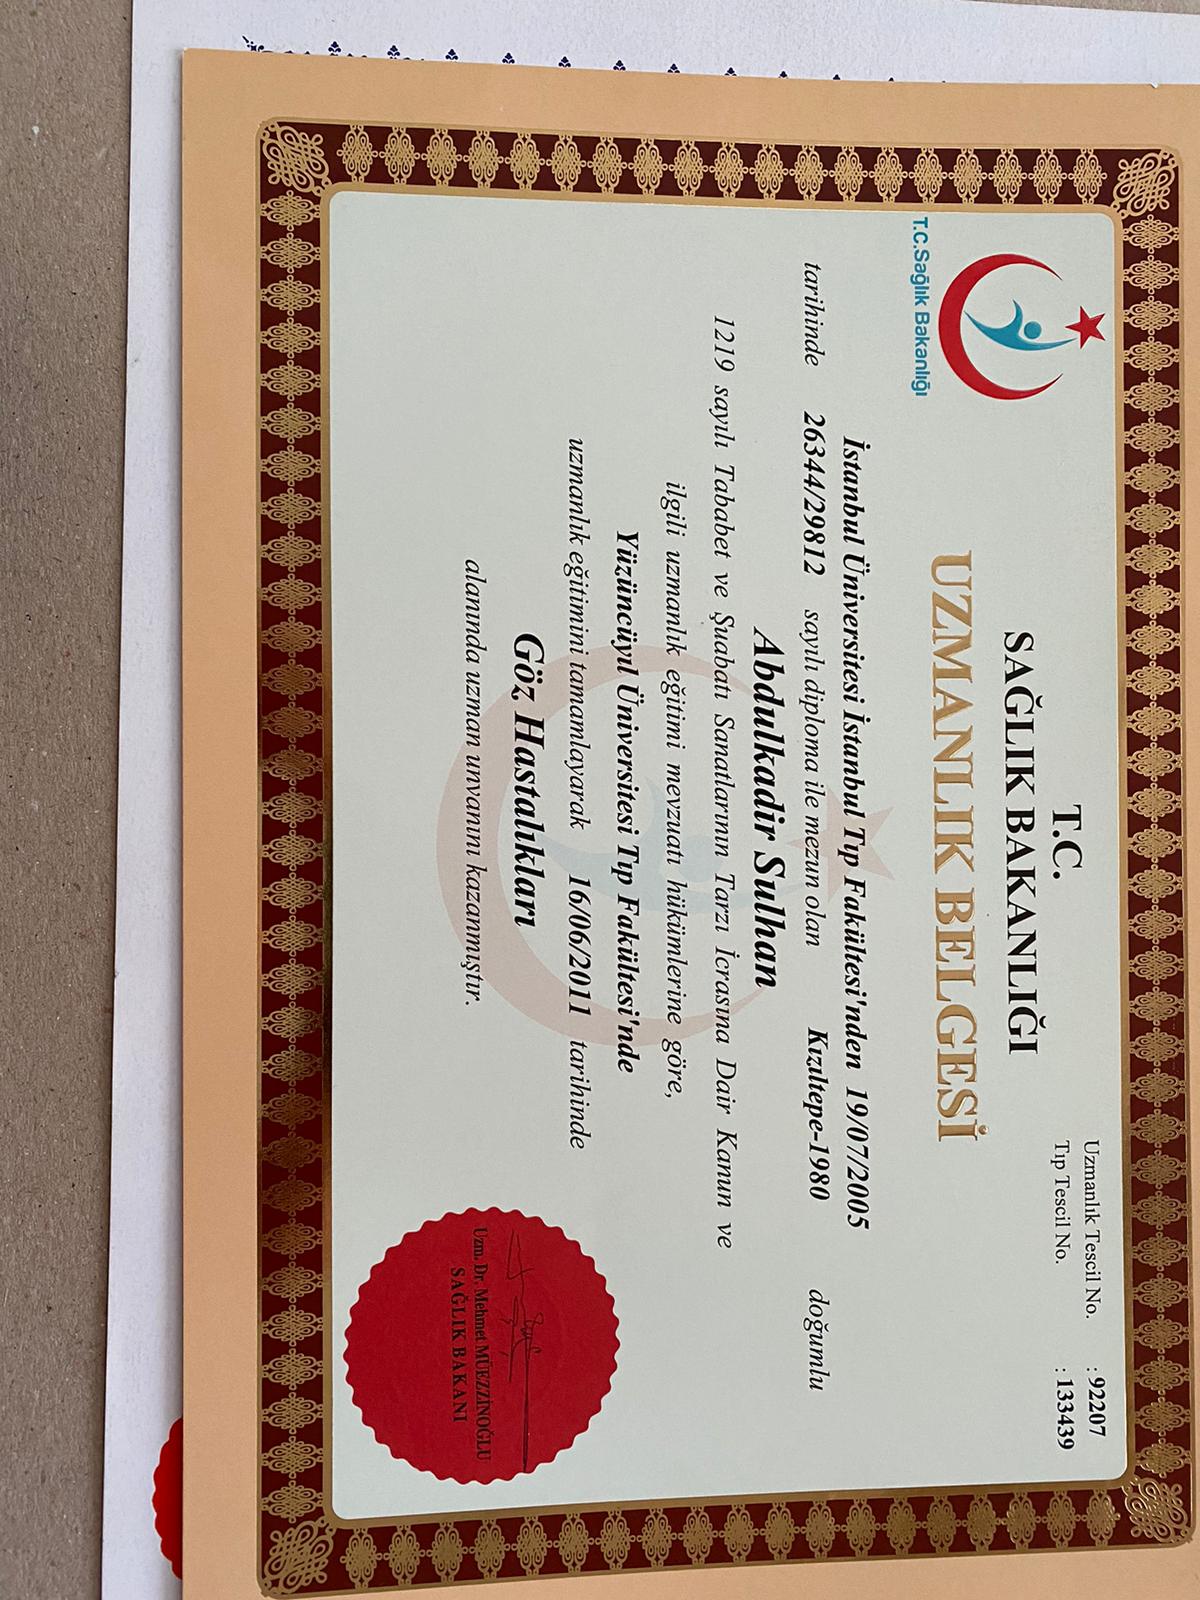 T.C.
SAĞLIK BAKANLIĞI
UZMANLIK BELGESİ
Uzmanlık Tescil No. : 92207
Tıp Tescil No. : 133439
T.C.Sağlık Bakanlığı
İstanbul Üniversitesi İstanbul Tıp Fakültesi'nden 19/07/2005
tarihinde 26344/29812 sayılı diploma ile mezun olan Kızıltepe-1980 doğumlu
Abdulkadir Sulhan
1219 sayılı Tababet ve Şuabatı Sanatlarının Tarzı İcrasına Dair Kanun ve
ilgili uzmanlık eğitimi mevzuatı hükümlerine göre,
Yüzüncüyıl Üniversitesi Tıp Fakültesi'nde
uzmanlık eğitimini tamamlayarak 16/06/2011 tarihinde
Göz Hastalıkları
alanında uzman unvanını kazanmıştır.
Uzm. Dr. Mehmet MÜEZZİNOĞLU
SAĞLIK BAKANI